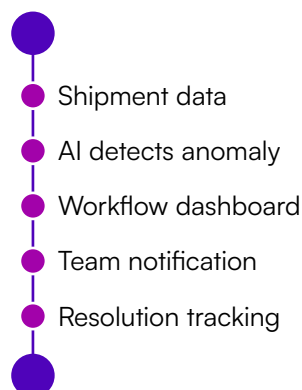 Shipment data
AI detects anomaly
Workflow dashboard
Team notification
Resolution tracking